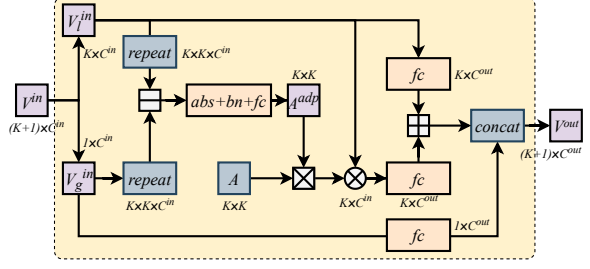 V_l^in
repeat
K×K×C^in
K×C^in
K×K
fc
K×C^out
V^in
abs+bn+fc
A^adp
(K+1)×C^in
concat
V^out
1×C^in
(K+1)×C^out
V_g^in
repeat
A
fc
K×K×C^in
K×K
K×C^in
K×C^out
fc
1×C^out